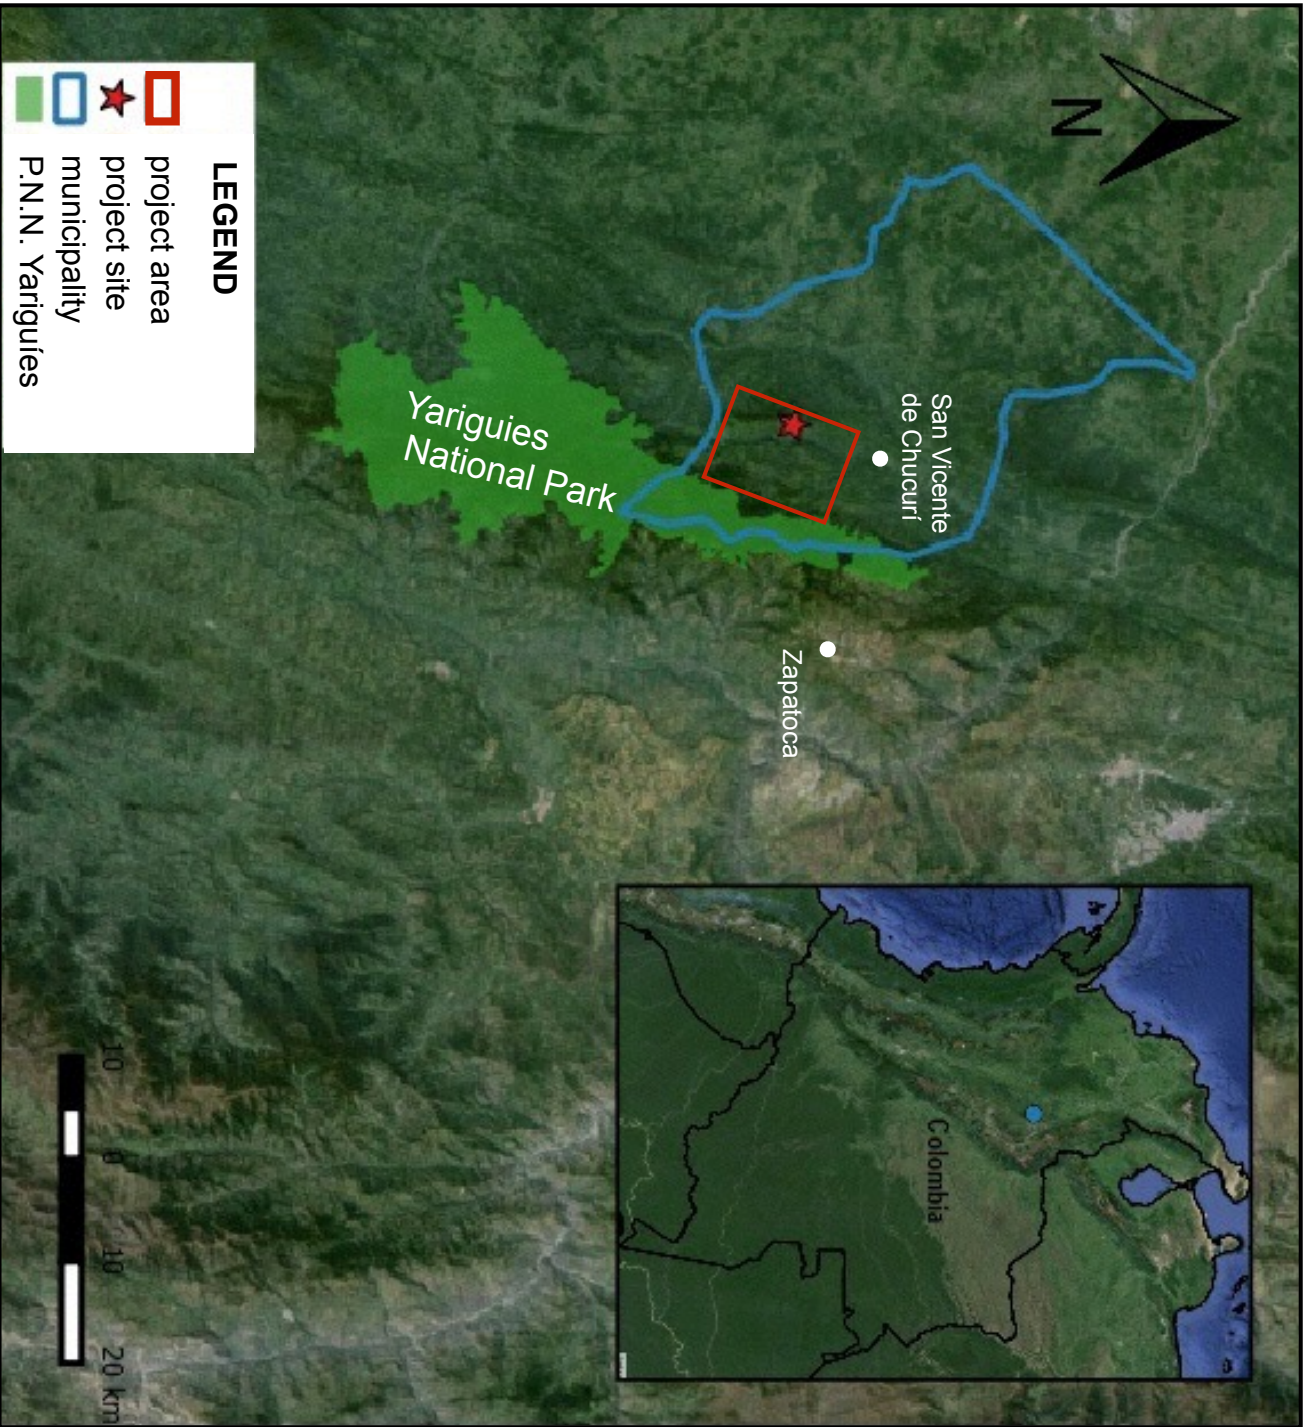 N
San Vicente
de Chucurí
Zapatoca
Yariguies
National Park
Colombia
LEGEND
project area
project site
municipality
P.N.N. Yariguíes
10 0 10 20 km